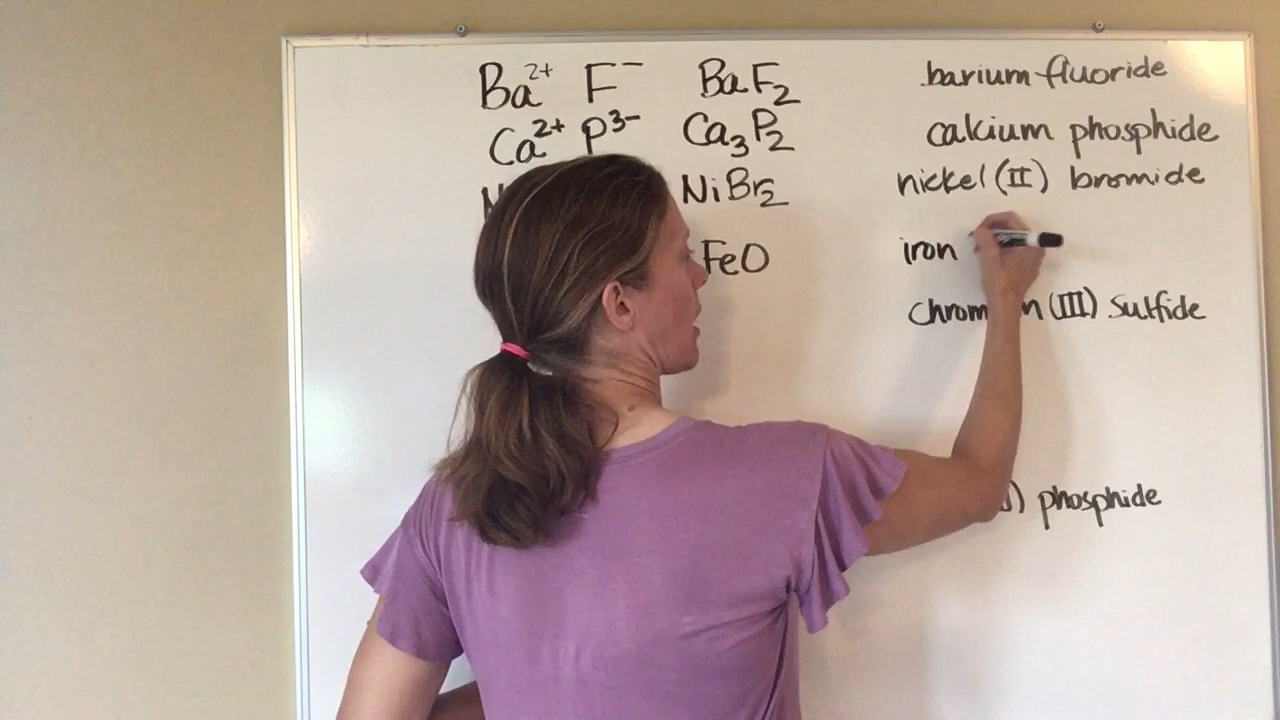 Ba²⁺ F⁻ BaF₂ barium fluoride
Ca²⁺ P³⁻ Ca₃P₂ calcium phosphide
NiBr₂ nickel (II) bromide
FeO iron
(III) sulfide
phosphide